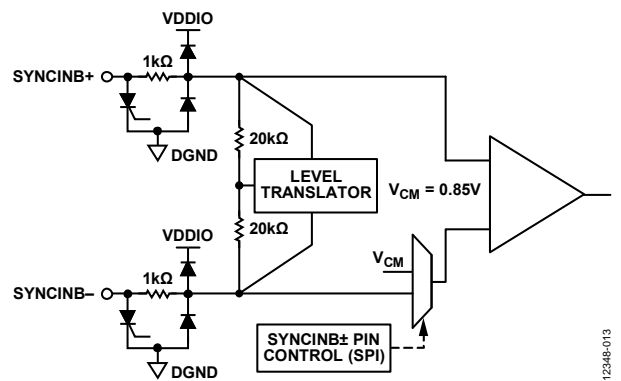 VDDIO
1kΩ
SYNCINB+
DGND
20kΩ
LEVEL
TRANSLATOR
VCM = 0.85V
20kΩ
VDDIO
VCM
1kΩ
SYNCINB–
DGND
SYNCINB± PIN
CONTROL (SPI)
12348-013